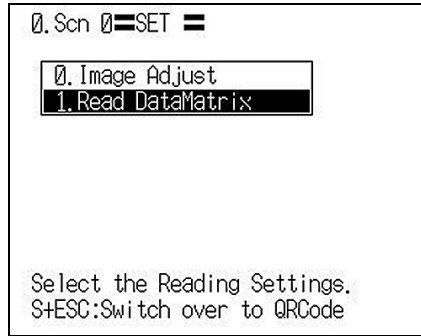 0.Scn 0=SET =
0.Image Adjust
1.Read DataMatrix
Select the Reading Settings.
S+ESC:Switch over to QRCode